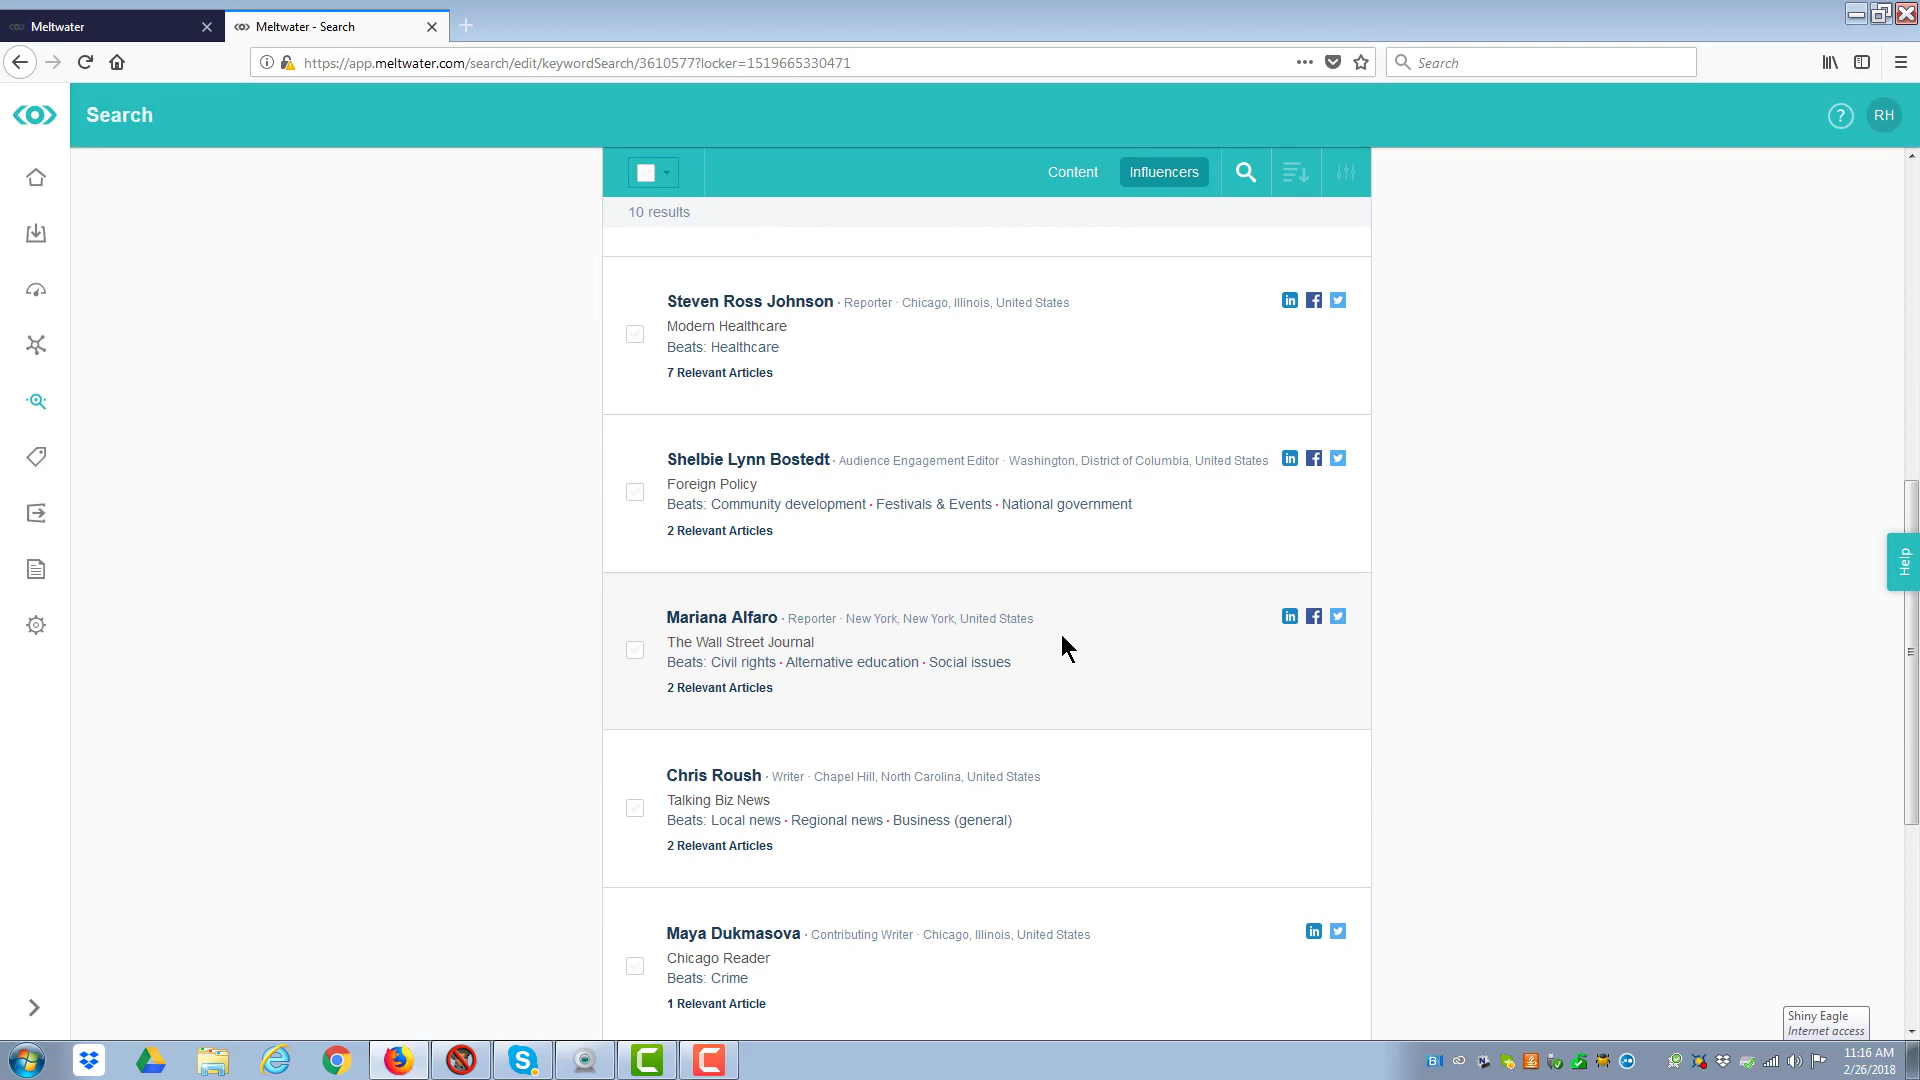 Meltwater
Meltwater - Search
https://app.meltwater.com/search/edit/keywordSearch/3610577?locker=1519665330471
Search
Search
RH
Content
Influencers
10 results
Steven Ross Johnson · Reporter · Chicago, Illinois, United States
Modern Healthcare
Beats: Healthcare
7 Relevant Articles
Shelbie Lynn Bostedt · Audience Engagement Editor · Washington, District of Columbia, United States
Foreign Policy
Beats: Community development · Festivals & Events · National government
2 Relevant Articles
Help
Mariana Alfaro · Reporter · New York, New York, United States
The Wall Street Journal
Beats: Civil rights · Alternative education · Social issues
2 Relevant Articles
Chris Roush · Writer · Chapel Hill, North Carolina, United States
Talking Biz News
Beats: Local news · Regional news · Business (general)
2 Relevant Articles
Maya Dukmasova · Contributing Writer · Chicago, Illinois, United States
Chicago Reader
Beats: Crime
1 Relevant Article
Shiny Eagle
Internet access
11:16 AM
2/26/2018